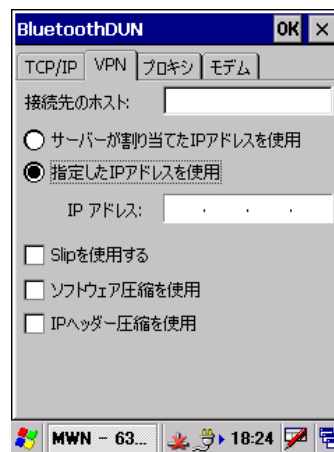 BluetoothDUN OK ×
TCP/IP VPN プロキシ モデム
接続先のホスト:
サーバーが割り当てたIPアドレスを使用
指定したIPアドレスを使用
IP アドレス: . . .
Slipを使用する
ソフトウェア圧縮を使用
IPヘッダー圧縮を使用
MWN - 63... 18:24